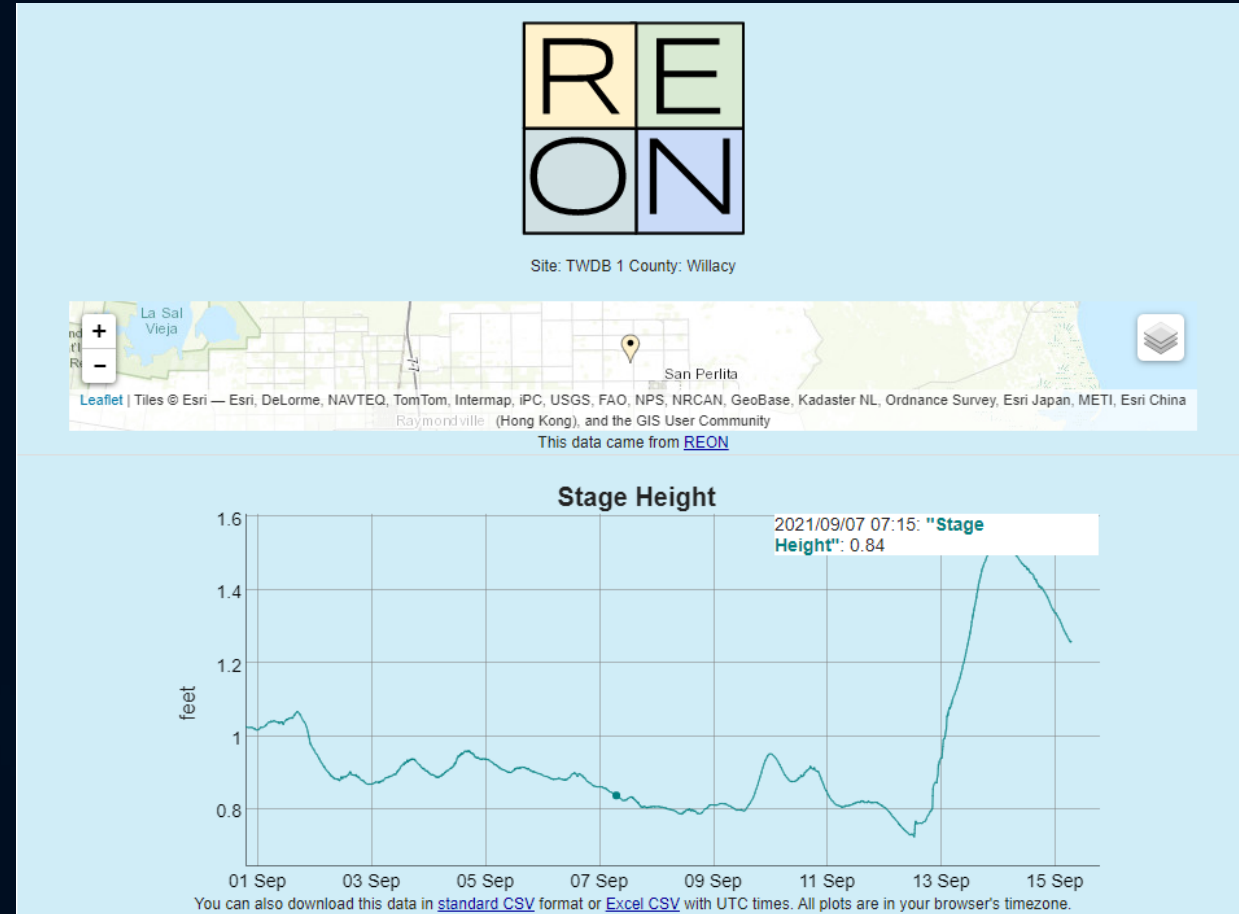 R E
O N
Site: TWDB 1 County: Willacy
La Sal
Vieja
+
−
San Perlita
Leaflet | Tiles © Esri — Esri, DeLorme, NAVTEQ, TomTom, Intermap, iPC, USGS, FAO, NPS, NRCAN, GeoBase, Kadaster NL, Ordnance Survey, Esri Japan, METI, Esri China
(Hong Kong), and the GIS User Community
Raymondville
This data came from REON
Stage Height
2021/09/07 07:15: "Stage
Height": 0.84
1.6
1.4
1.2
1
0.8
feet
01 Sep 03 Sep 05 Sep 07 Sep 09 Sep 11 Sep 13 Sep 15 Sep
You can also download this data in standard CSV format or Excel CSV with UTC times. All plots are in your browser's timezone.